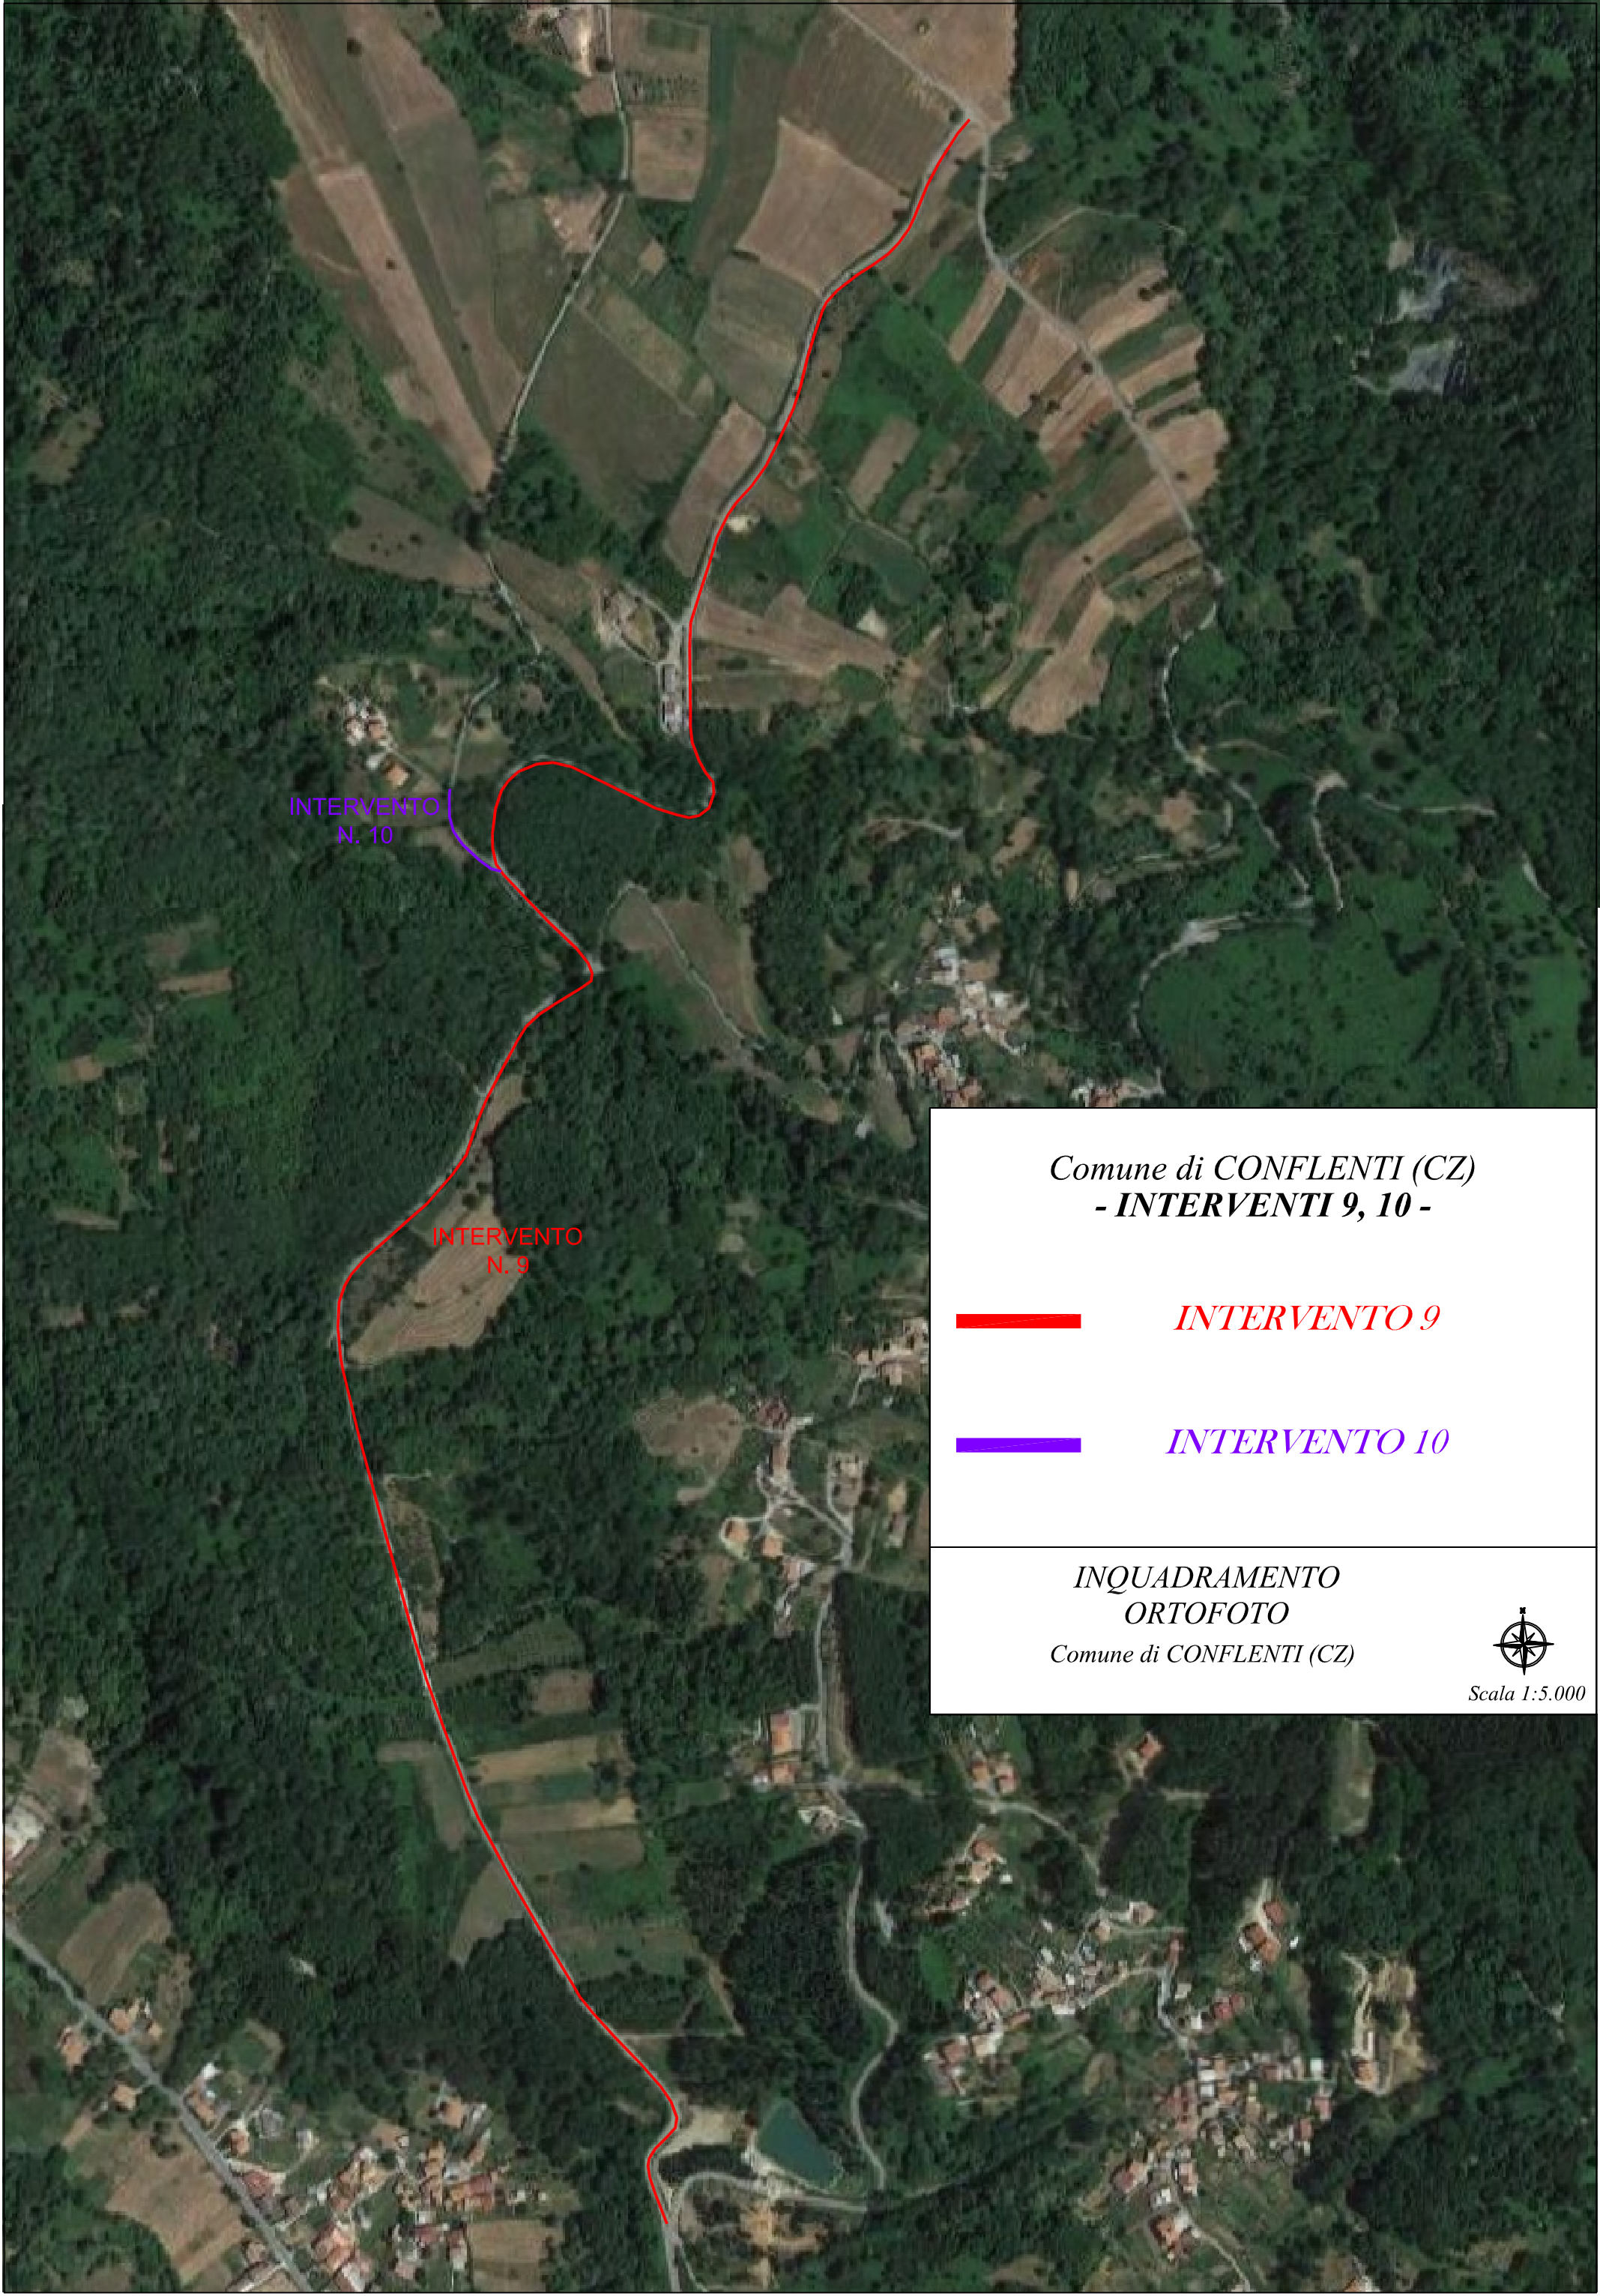 INTERVENTO
N. 10
INTERVENTO
N. 9
Comune di CONFLENTI (CZ)
- INTERVENTI 9, 10 -
INTERVENTO 9
INTERVENTO 10
INQUADRAMENTO
ORTOFOTO
Comune di CONFLENTI (CZ)
N
Scala 1:5.000